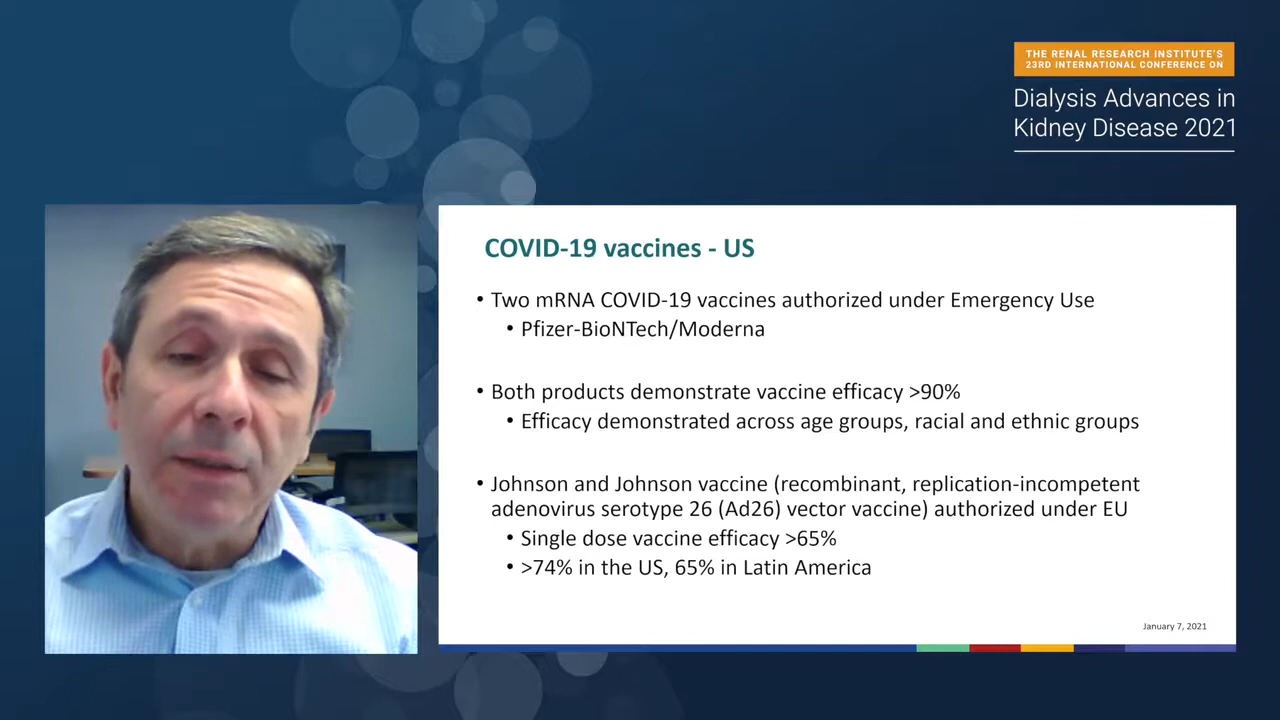 THE RENAL RESEARCH INSTITUTE'S
23RD INTERNATIONAL CONFERENCE ON
Dialysis Advances in
Kidney Disease 2021
COVID-19 vaccines - US
• Two mRNA COVID-19 vaccines authorized under Emergency Use
• Pfizer-BioNTech/Moderna
• Both products demonstrate vaccine efficacy >90%
• Efficacy demonstrated across age groups, racial and ethnic groups
• Johnson and Johnson vaccine (recombinant, replication-incompetent
adenovirus serotype 26 (Ad26) vector vaccine) authorized under EU
• Single dose vaccine efficacy >65%
• >74% in the US, 65% in Latin America
January 7, 2021